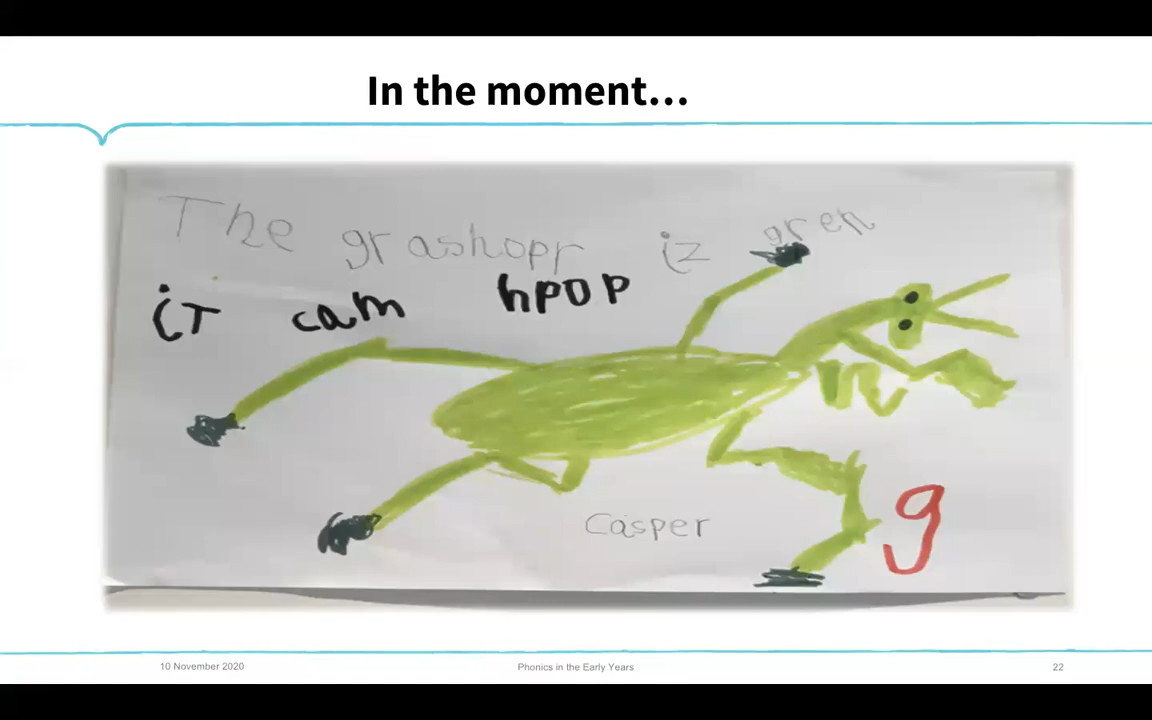 In the moment...
The grashopr iz gren
iT cam hpop
Casper
g
10 November 2020
Phonics in the Early Years
22